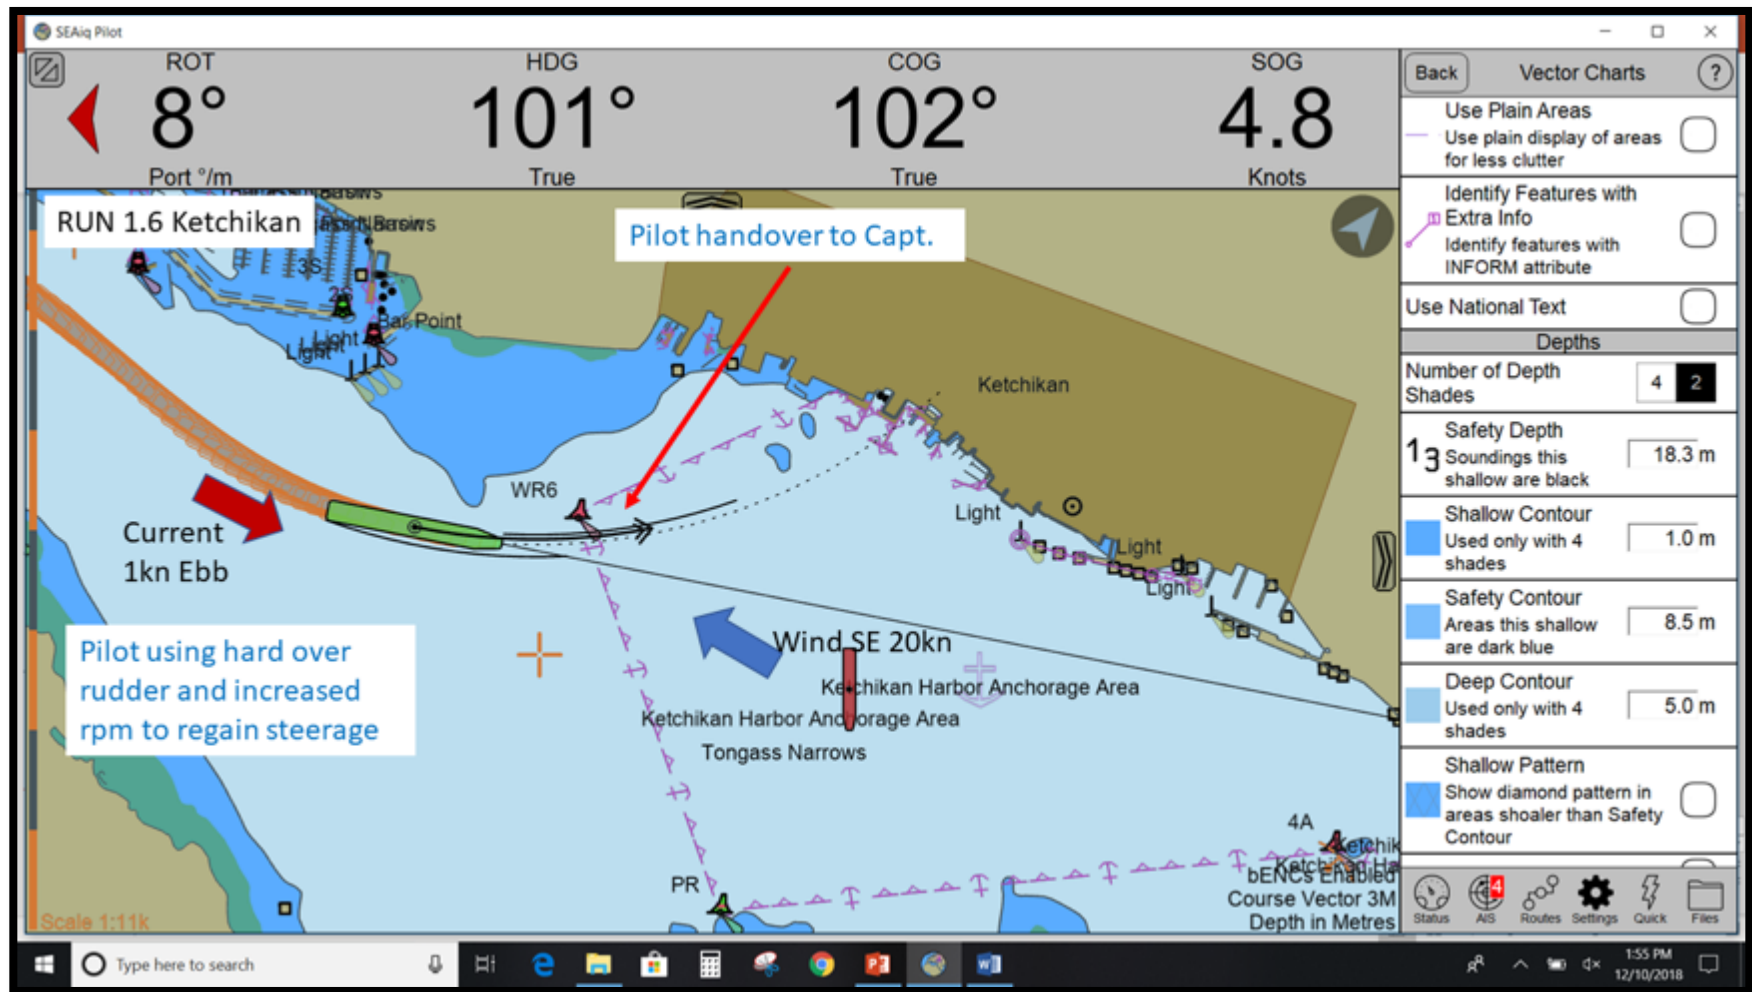 SEAiq Pilot
ROT
HDG
COG
SOG
8°
101°
102°
4.8
Port °/m
True
True
Knots
Back
Vector Charts
?
Use Plain Areas
Use plain display of areas
for less clutter
Identify Features with
Extra Info
Identify features with
INFORM attribute
Use National Text
Depths
Number of Depth
Shades
4
2
Safety Depth
Soundings this
shallow are black
18.3 m
Shallow Contour
Used only with 4
shades
1.0 m
Safety Contour
Areas this shallow
are dark blue
8.5 m
Deep Contour
Used only with 4
shades
5.0 m
Shallow Pattern
Show diamond pattern in
areas shoaler than Safety
Contour
RUN 1.6 Ketchikan
Pilot handover to Capt.
3S
Bar Point
Light
Light
Ketchikan
WR6
Light
Light
Light
Current
1kn Ebb
Pilot using hard over
rudder and increased
rpm to regain steerage
Wind SE 20kn
Ketchikan Harbor Anchorage Area
Ketchikan Harbor Anchorage Area
Tongass Narrows
4A
PR
bENCs Enabled
Course Vector 3M
Depth in Metres
Scale 1:11k
4
Status
AIS
Routes
Settings
Quick
Files
Type here to search
1:55 PM
12/10/2018